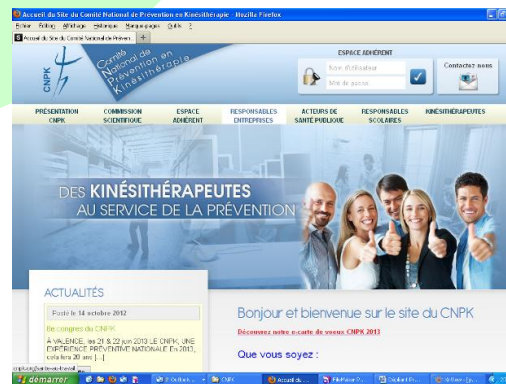 Accueil du Site du Comité National de Prévention en Kinésithérapie - Mozilla Firefox
Fichier Edition Affichage Historique Marque-pages Outils ?
Accueil du Site du Comité National de Préven...
CNPK
Comité
National de
Prévention en
Kinésithérapie
ESPACE ADHÉRENT
Nom d'utilisateur
Mot de passe
Contactez-nous
PRÉSENTATION
CNPK
COMMISSION
SCIENTIFIQUE
ESPACE
ADHÉRENT
RESPONSABLES
ENTREPRISES
ACTEURS DE
SANTÉ PUBLIQUE
RESPONSABLES
SCOLAIRES
KINÉSITHÉRAPEUTES
DES KINÉSITHÉRAPEUTES
AU SERVICE DE LA PRÉVENTION
ACTUALITÉS
Posté le 14 octobre 2012
6e congres du CNPK
À VALENCE, les 21 & 22 juin 2013 LE CNPK, UNE
EXPÉRIENCE PRÉVENTIVE NATIONALE En 2013,
cela fera 20 ans [...]
Bonjour et bienvenue sur le site du CNPK
Découvrez notre e-carte de voeux CNPK 2013
Que vous soyez :
démarrer
CNPK
Accueil du ...